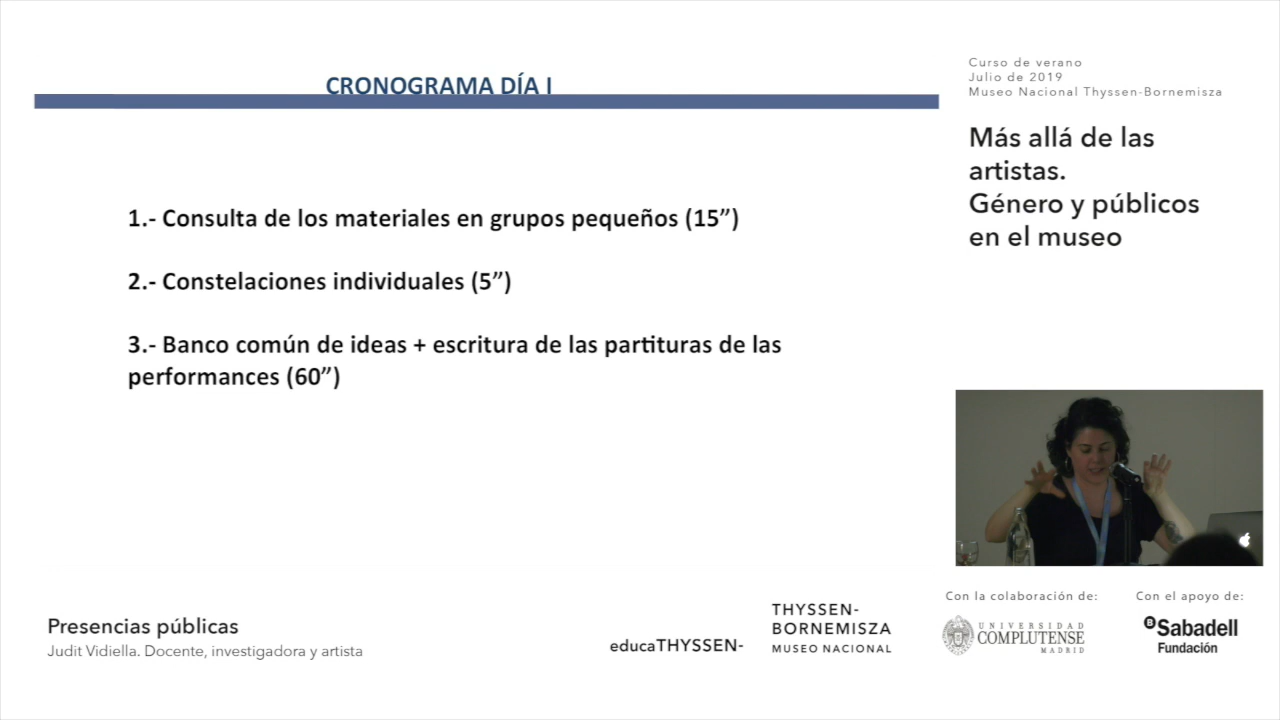 CRONOGRAMA DÍA I
1.- Consulta de los materiales en grupos pequeños (15”)
2.- Constelaciones individuales (5”)
3.- Banco común de ideas + escritura de las partituras de las
performances (60”)
Curso de verano
Julio de 2019
Museo Nacional Thyssen-Bornemisza
Más allá de las
artistas.
Género y públicos
en el museo
Presencias públicas
Judit Vidiella. Docente, investigadora y artista
educaTHYSSEN-
THYSSEN-
BORNEMISZA
MUSEO NACIONAL
Con la colaboración de:
UNIVERSIDAD
COMPLUTENSE
MADRID
Con el apoyo de:
B Sabadell
Fundación